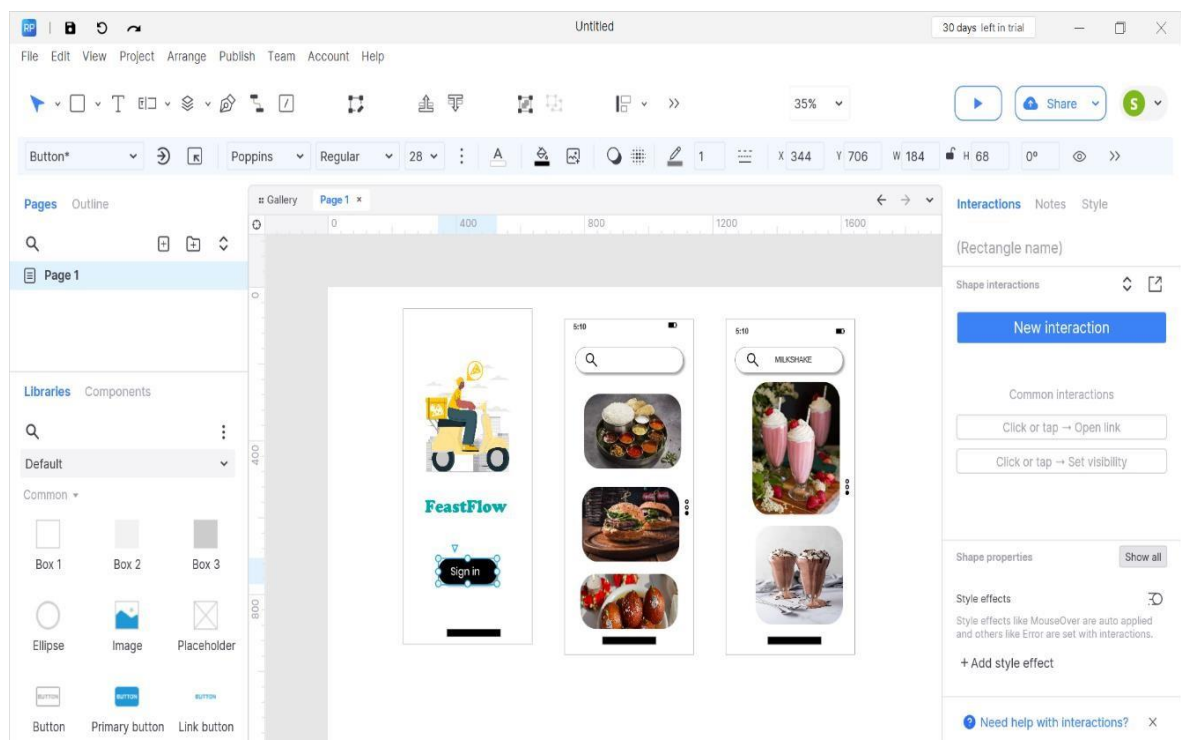 RP Untitled 30 days left in trial
File Edit View Project Arrange Publish Team Account Help
35% Share S
Button* Poppins Regular 28 A 1 X 344 Y 706 W 184 H 68 0°
Pages Outline
Page 1
Libraries Components
Default
Common
Box 1 Box 2 Box 3
Ellipse Image Placeholder
BUTTON BUTTON BUTTON
Button Primary button Link button
Gallery Page 1 ×
0 400 800 1200 1600
0
400
800
FeastFlow
Sign in
5:10
5:10
MILKSHAKE
Interactions Notes Style
(Rectangle name)
Shape interactions
New interaction
Common interactions
Click or tap → Open link
Click or tap → Set visibility
Shape properties Show all
Style effects
Style effects like MouseOver are auto applied
and others like Error are set with interactions.
+ Add style effect
Need help with interactions? ×